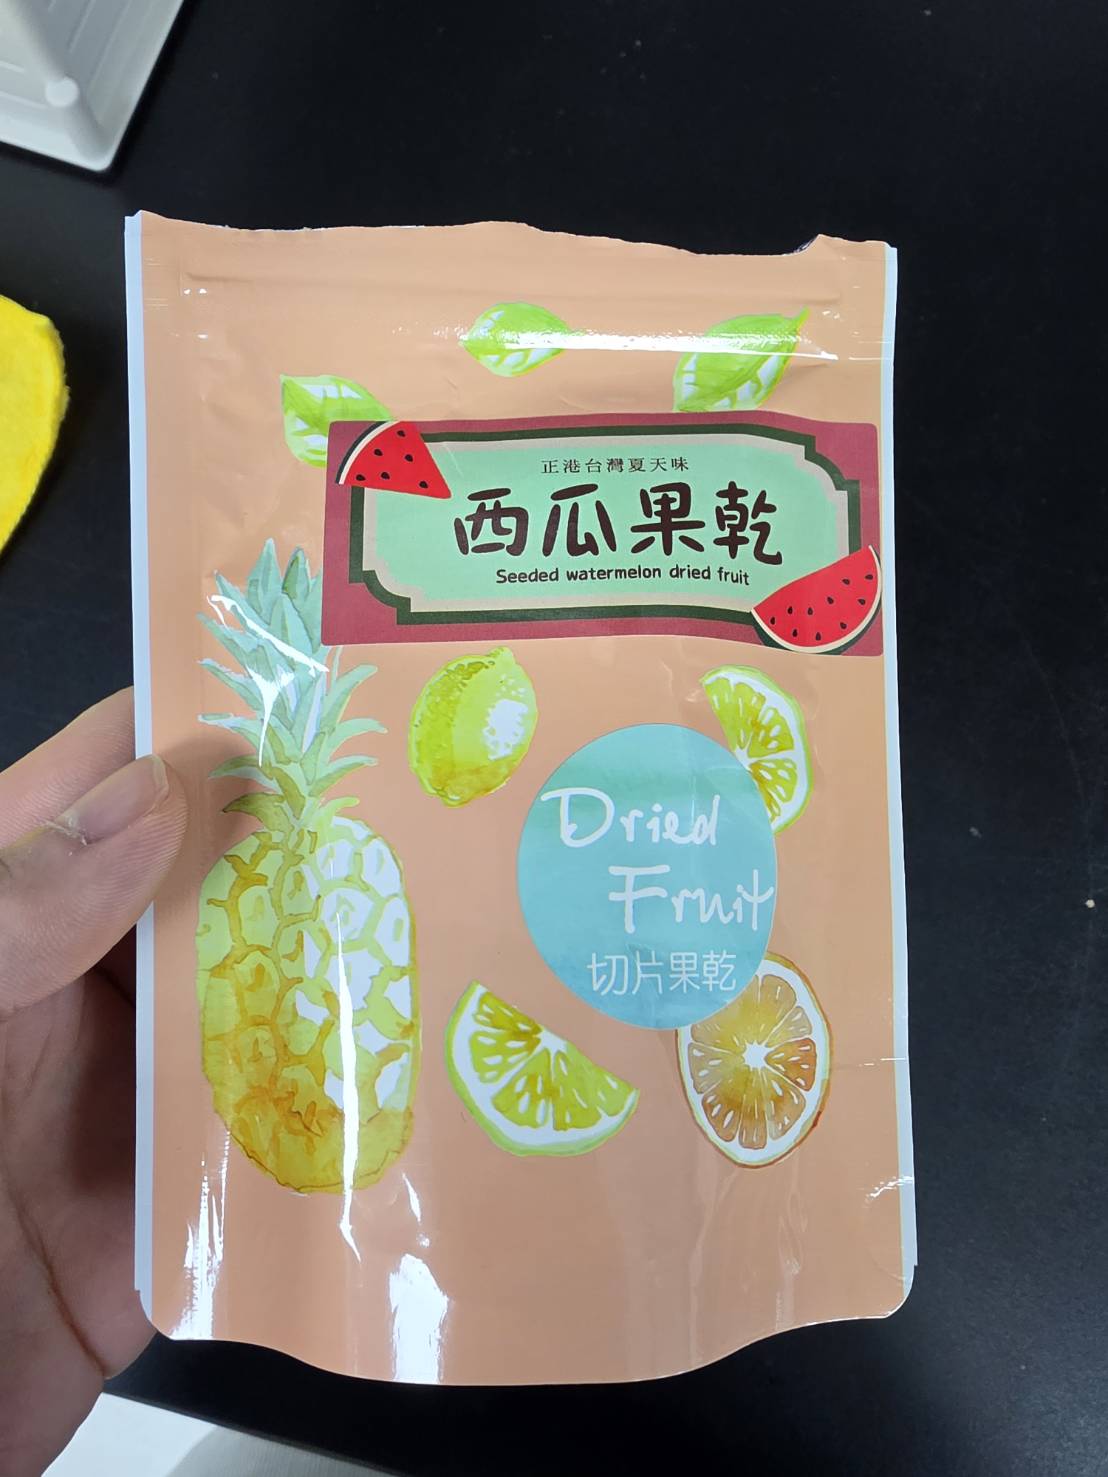 正港台灣夏天味
西瓜果乾
Seeded watermelon dried fruit
Dried
Fruit
切片果乾